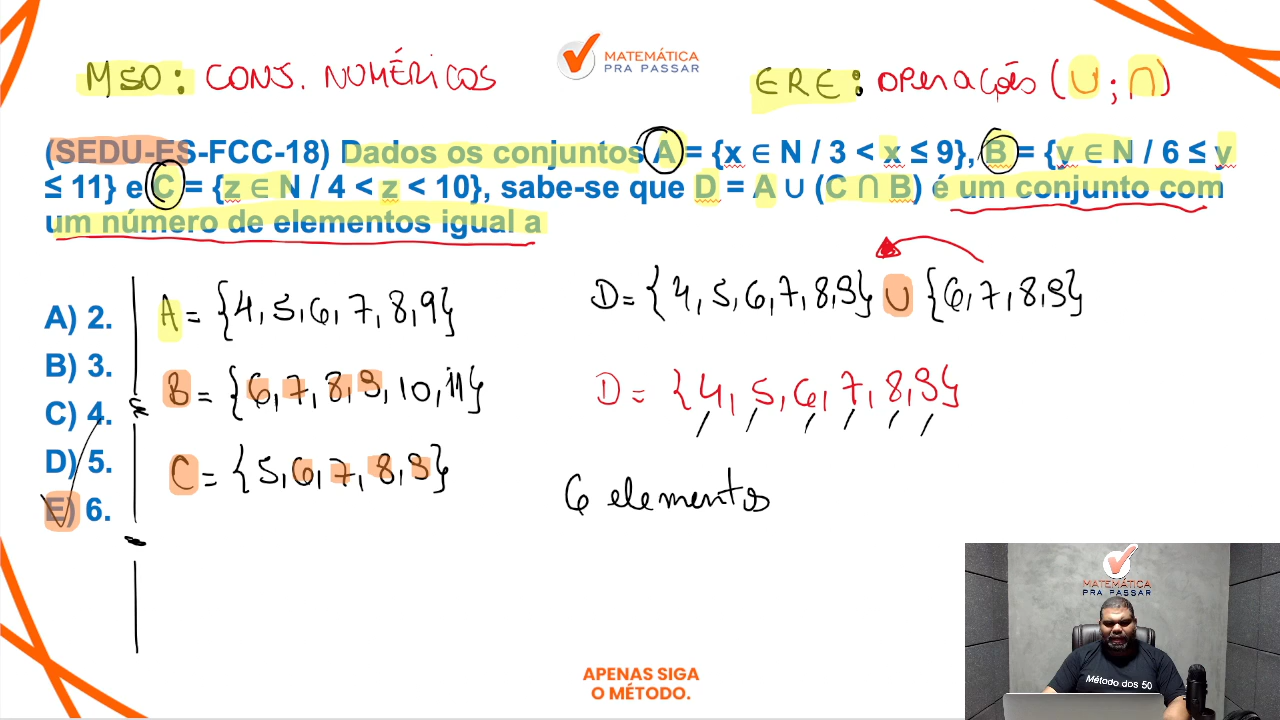 M50: CONJ. NUMÉRICOS
MATEMÁTICA
PRA PASSAR
ERE: OPERAÇÕES (∪ ; ∩)
(SEDU-ES-FCC-18) Dados os conjuntos A = {x ∈ N / 3 < x ≤ 9}, B = {y ∈ N / 6 ≤ y
≤ 11} e C = {z ∈ N / 4 < z < 10}, sabe-se que D = A ∪ (C ∩ B) é um conjunto com
um número de elementos igual a
A) 2.
B) 3.
C) 4.
D) 5.
E) 6.
A = {4, 5, 6, 7, 8, 9}
B = {6, 7, 8, 9, 10, 11}
C = {5, 6, 7, 8, 9}
D = {4, 5, 6, 7, 8, 9} ∪ {6, 7, 8, 9}
D = {4, 5, 6, 7, 8, 9}
6 elementos
MATEMÁTICA
PRA PASSAR
Método dos 50
APENAS SIGA
O MÉTODO.